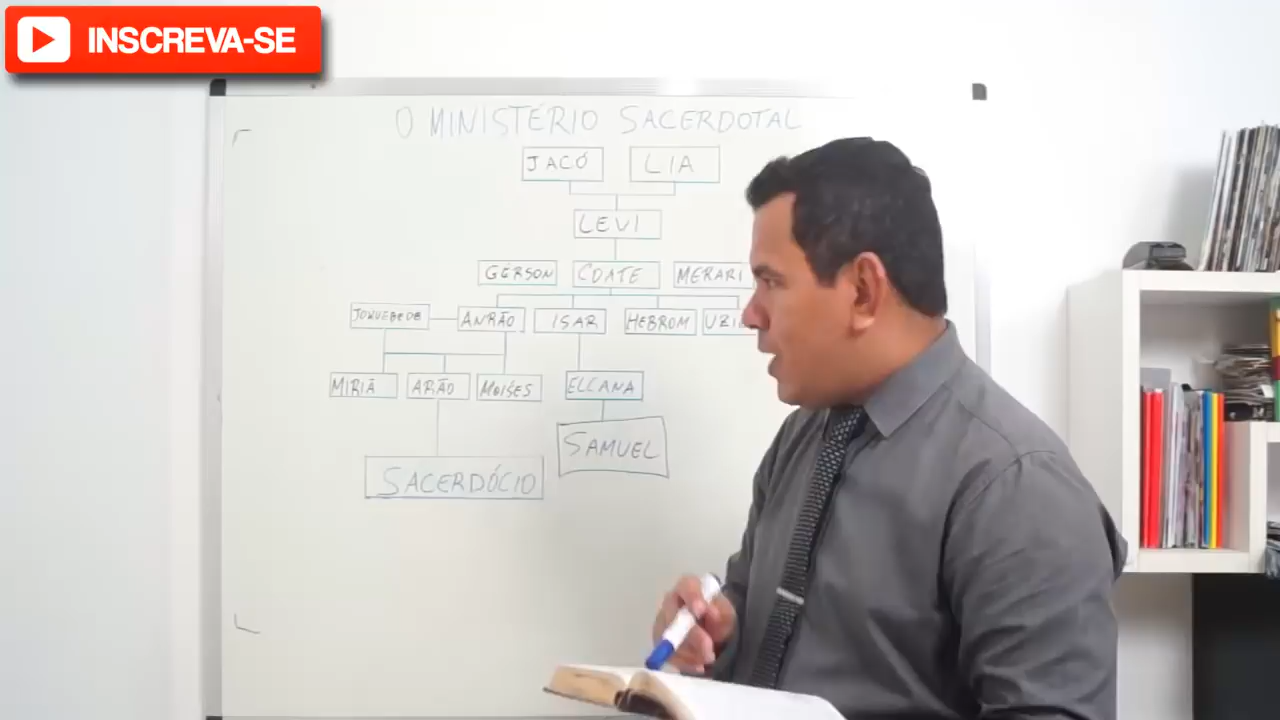 INSCREVA-SE
O MINISTÉRIO SACERDOTAL
JACÓ LIA
LEVI
GÉRSON COATE MERARI
JOQUEBEDE ANRÃO ISAR HEBROM
MIRIÃ ARÃO MOISÉS ELCANA
SAMUEL
SACERDÓCIO